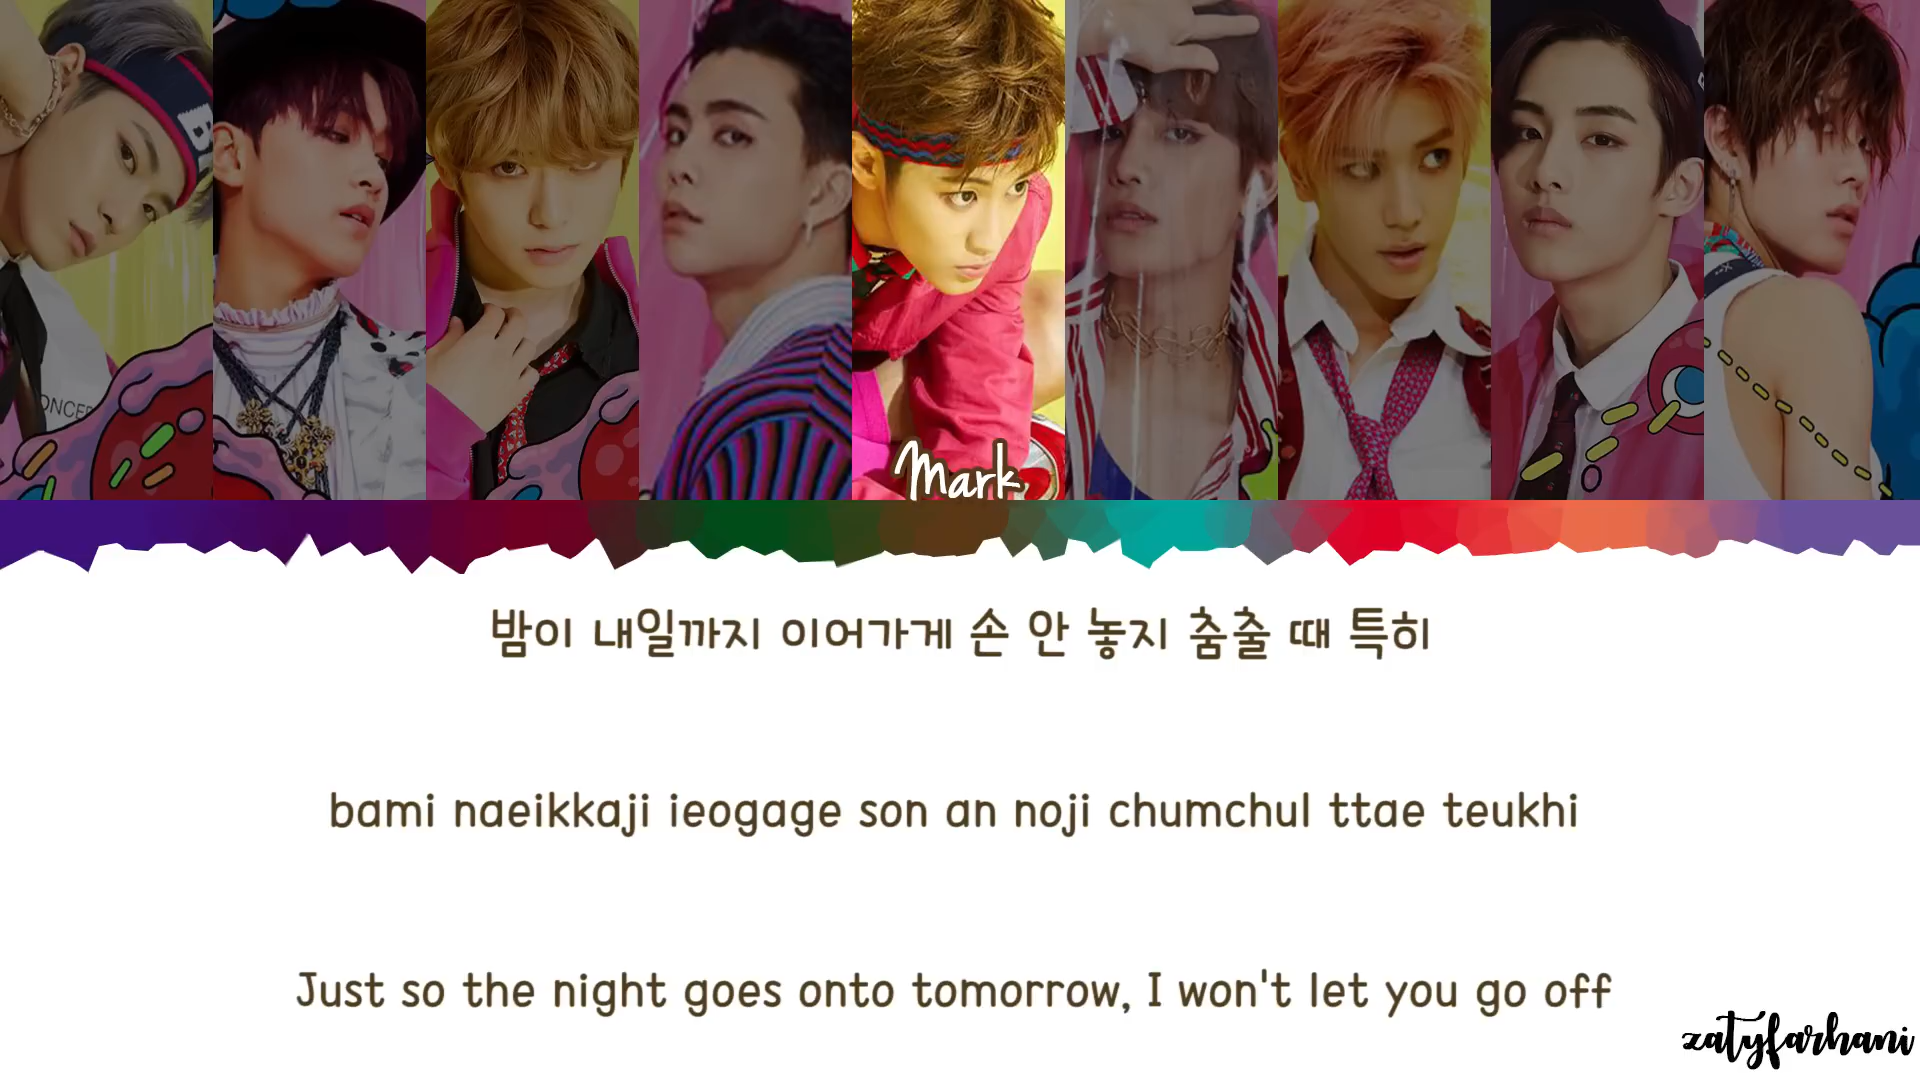 Mark
밤이 내일까지 이어가게 손 안 놓지 춤출 때 특히
bami naeikkaji ieogage son an noji chumchul ttae teukhi
Just so the night goes onto tomorrow, I won't let you go off
zatyfarhani